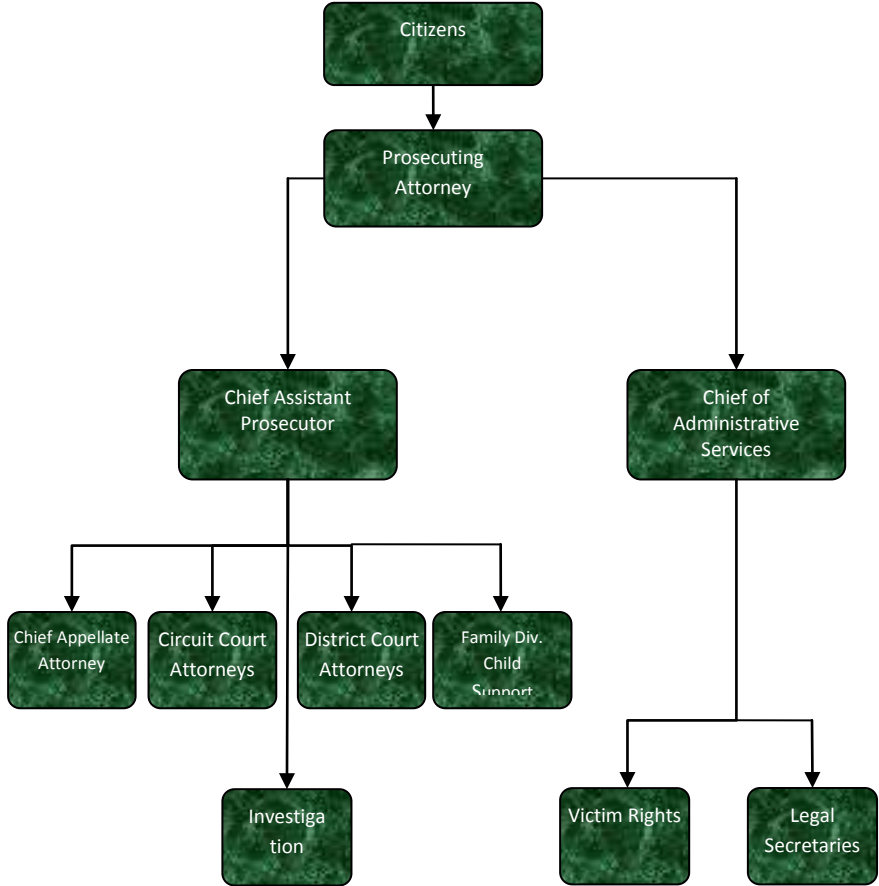 Citizens
Prosecuting
Attorney
Chief Assistant
Prosecutor
Chief of
Administrative
Services
Chief Appellate
Attorney
Circuit Court
Attorneys
District Court
Attorneys
Family Div.
Child
Support
Investiga
tion
Victim Rights
Legal
Secretaries